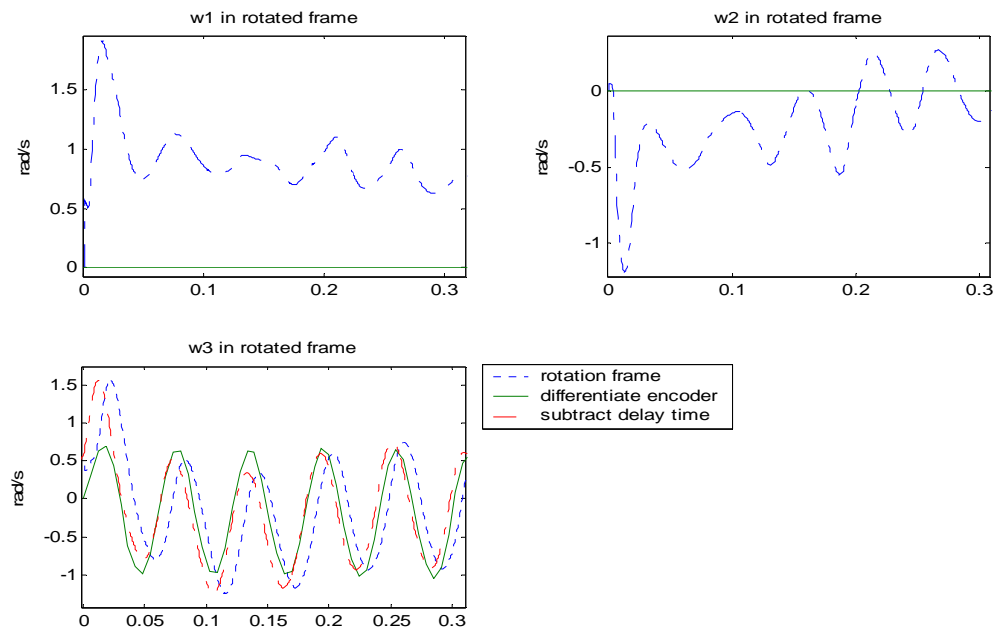 w1 in rotated frame
1.5
1
0.5
0
rad/s
0 0.1 0.2 0.3
w2 in rotated frame
0
-0.5
-1
rad/s
0 0.1 0.2 0.3
w3 in rotated frame
1.5
1
0.5
0
-0.5
-1
rad/s
0 0.05 0.1 0.15 0.2 0.25 0.3
rotation frame
differentiate encoder
subtract delay time